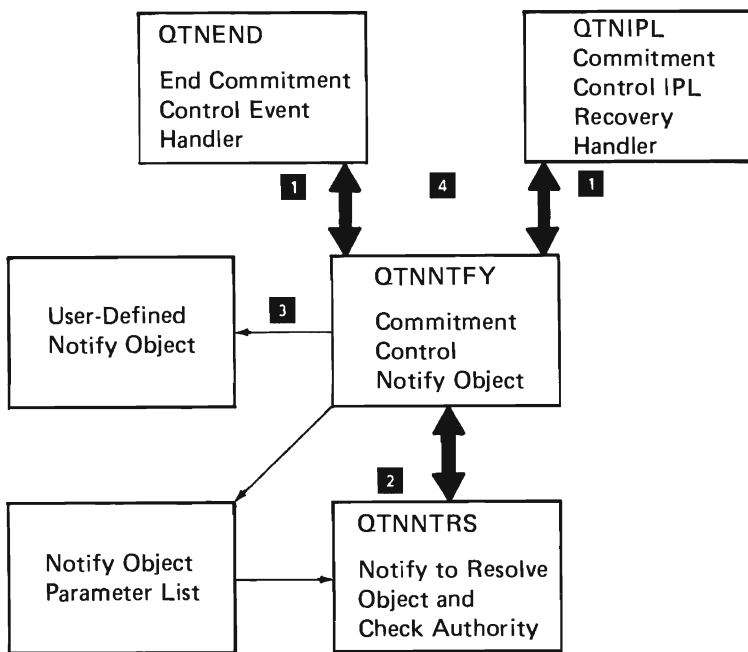 QTNEND
End Commitment
Control Event
Handler
QTNIPL
Commitment
Control IPL
Recovery
Handler
1
4
1
User-Defined
Notify Object
3
QTNNTFY
Commitment
Control
Notify Object
2
Notify Object
Parameter List
QTNNTRS
Notify to Resolve
Object and
Check Authority